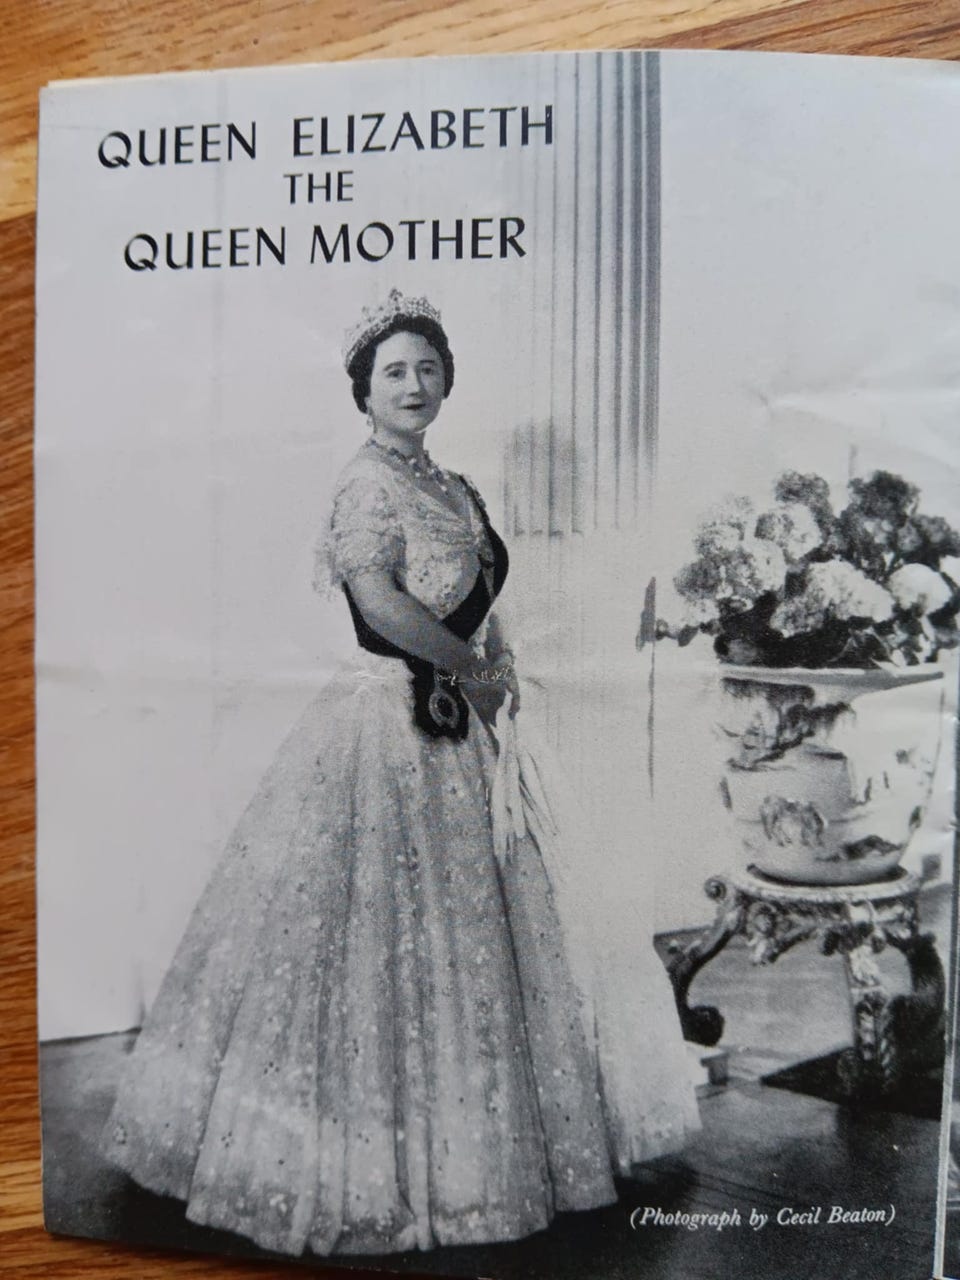 QUEEN ELIZABETH
THE
QUEEN MOTHER
(Photograph by Cecil Beaton)